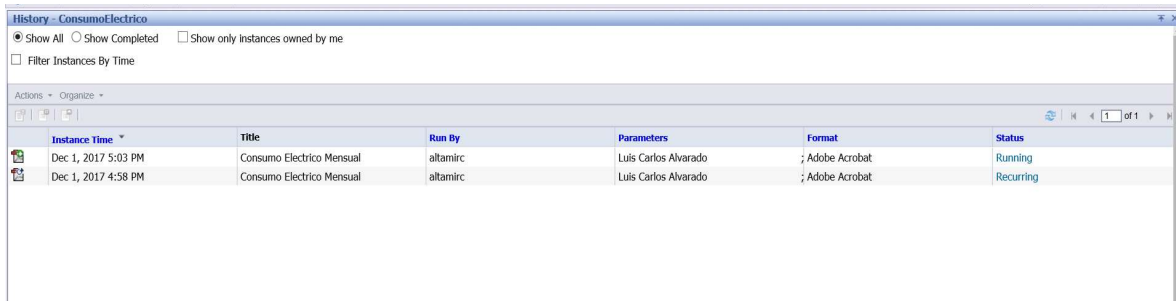 History - ConsumoElectrico
Show All Show Completed Show only instances owned by me
Filter Instances By Time
Actions Organize
1 of 1
Instance Time Title Run By Parameters Format Status
Dec 1, 2017 5:03 PM Consumo Electrico Mensual altamirc Luis Carlos Alvarado ; Adobe Acrobat Running
Dec 1, 2017 4:58 PM Consumo Electrico Mensual altamirc Luis Carlos Alvarado ; Adobe Acrobat Recurring